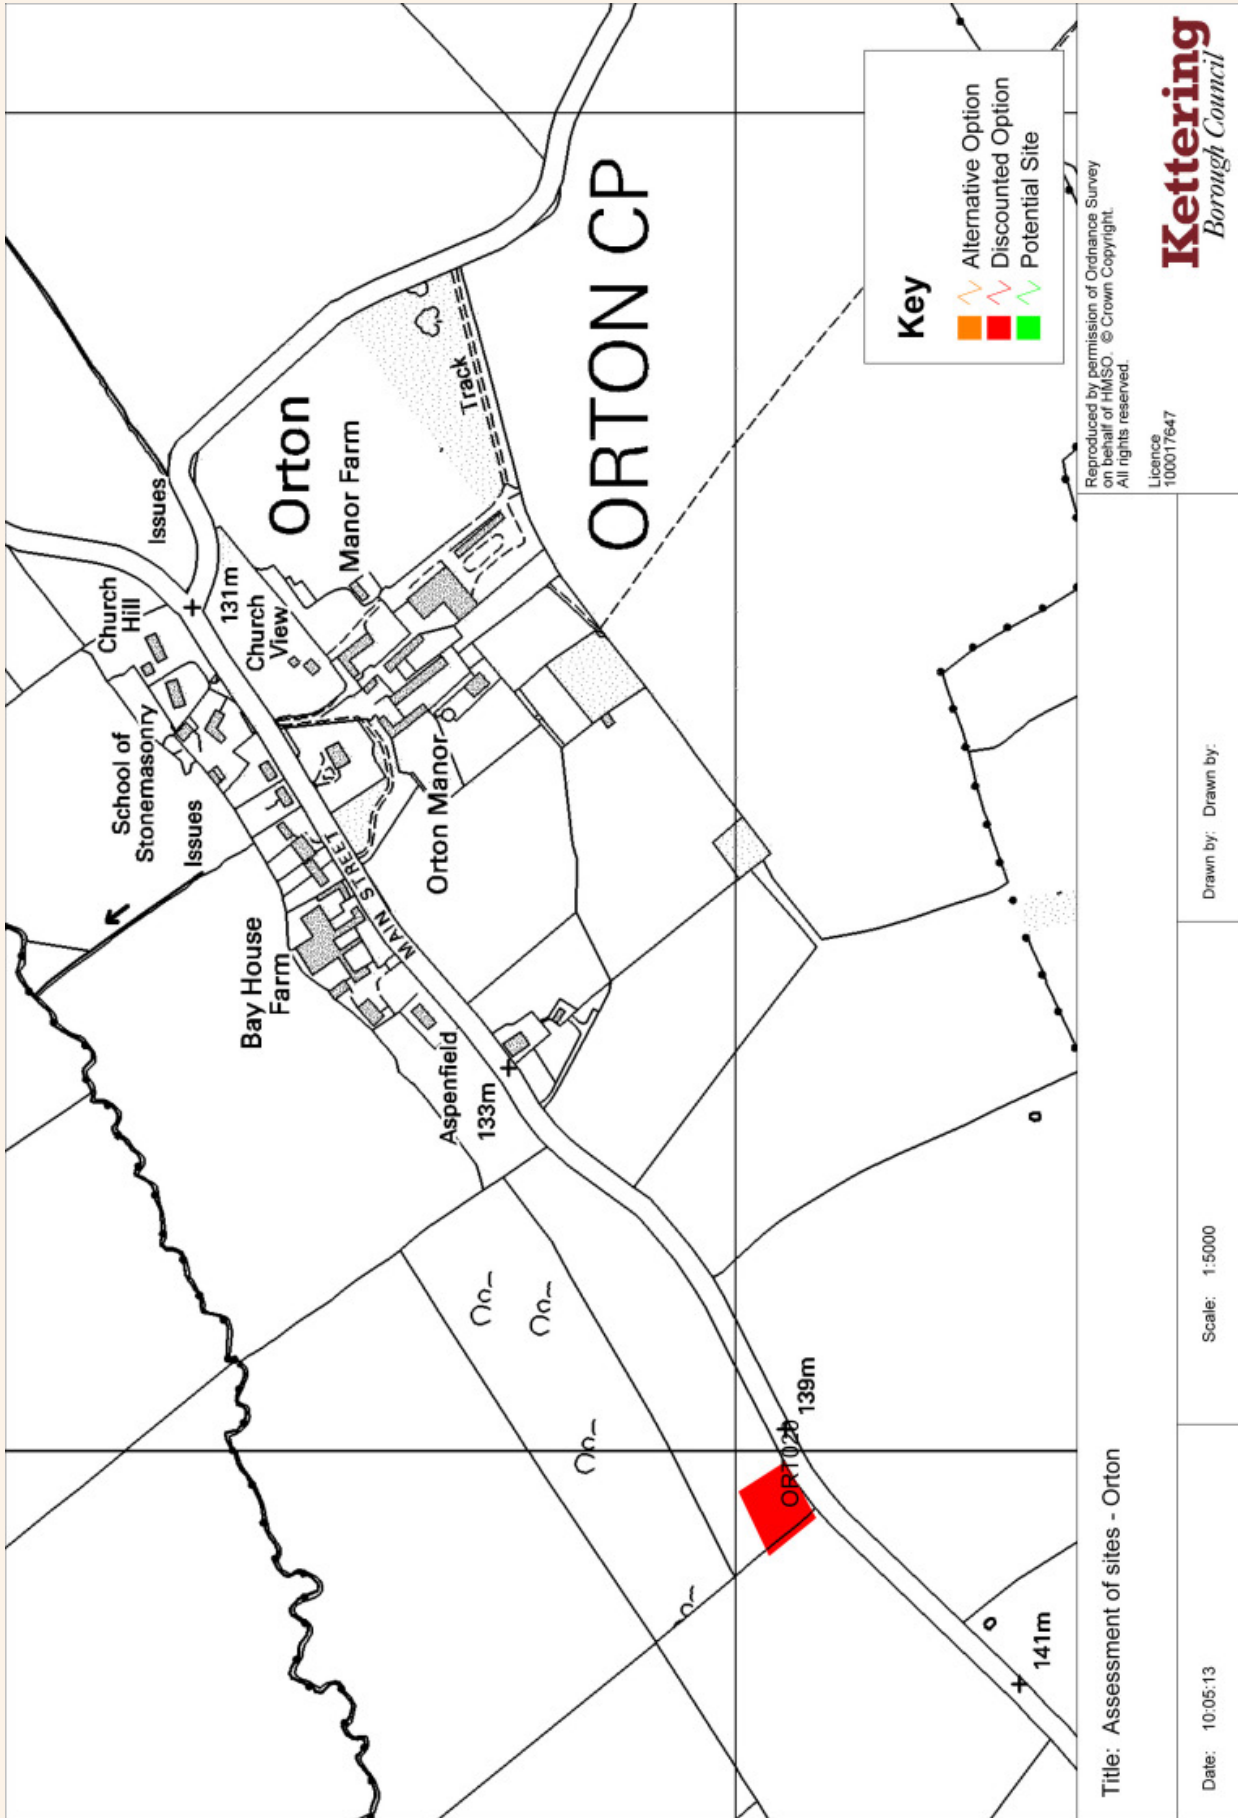 Church
Hill
School of
Stonemasonry
Issues
Issues
131m
Church
View
Orton
Manor Farm
Track
ORTON CP
Bay House
Farm
MAIN STREET
Orton Manor
Aspenfield
133m
139m
ORT020
141m
Key
Alternative Option
Discounted Option
Potential Site
Title: Assessment of sites - Orton
Reproduced by permission of Ordnance Survey
on behalf of HMSO. © Crown Copyright.
All rights reserved.
Licence
100017647
Date: 10:05:13
Scale: 1:5000
Drawn by: Drawn by:
Kettering
Borough Council